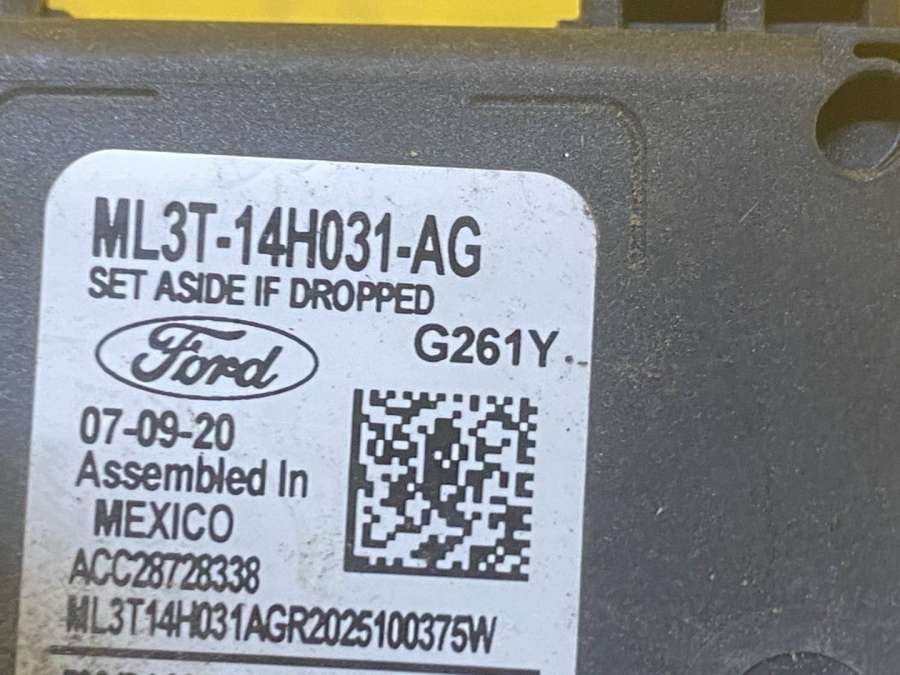 ML3T-14H031-AG
SET ASIDE IF DROPPED
G261Y
Ford
07-09-20
Assembled In
MEXICO
ACC28728338
ML3T14H031AGR2025100375W